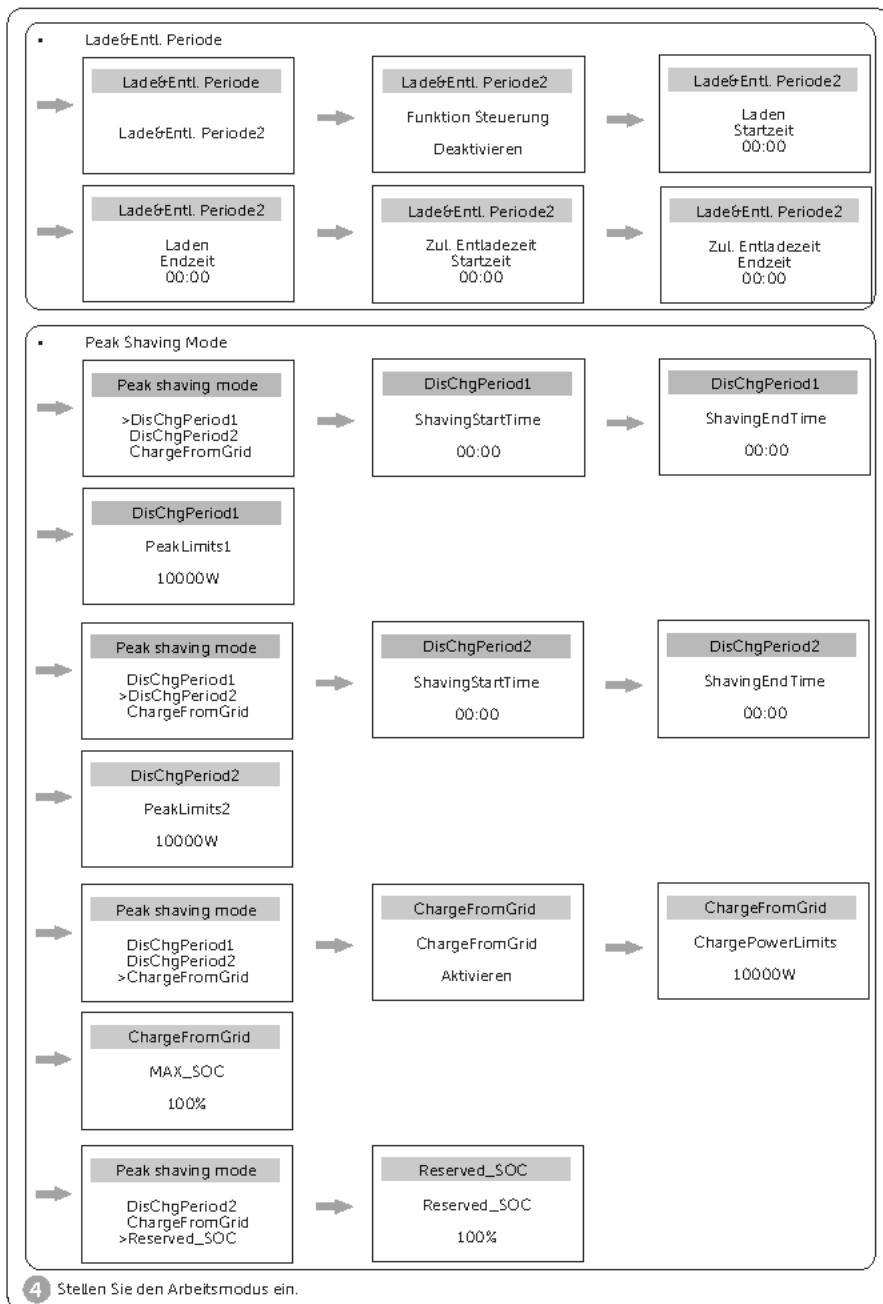 ▪ Lade&Entl. Periode
Lade&Entl. Periode
Lade&Entl. Periode2
Lade&Entl. Periode2
Funktion Steuerung
Deaktivieren
Lade&Entl. Periode2
Laden
Startzeit
00:00
Lade&Entl. Periode2
Laden
Endzeit
00:00
Lade&Entl. Periode2
Zul. Entladezeit
Startzeit
00:00
Lade&Entl. Periode2
Zul. Entladezeit
Endzeit
00:00
▪ Peak Shaving Mode
Peak shaving mode
>DisChgPeriod1
DisChgPeriod2
ChargeFromGrid
DisChgPeriod1
ShavingStartTime
00:00
DisChgPeriod1
ShavingEndTime
00:00
DisChgPeriod1
PeakLimits1
10000W
Peak shaving mode
DisChgPeriod1
>DisChgPeriod2
ChargeFromGrid
DisChgPeriod2
ShavingStartTime
00:00
DisChgPeriod2
ShavingEndTime
00:00
DisChgPeriod2
PeakLimits2
10000W
Peak shaving mode
DisChgPeriod1
DisChgPeriod2
>ChargeFromGrid
ChargeFromGrid
ChargeFromGrid
Aktivieren
ChargeFromGrid
ChargePowerLimits
10000W
ChargeFromGrid
MAX_SOC
100%
Peak shaving mode
DisChgPeriod2
ChargeFromGrid
>Reserved_SOC
Reserved_SOC
Reserved_SOC
100%
4 Stellen Sie den Arbeitsmodus ein.